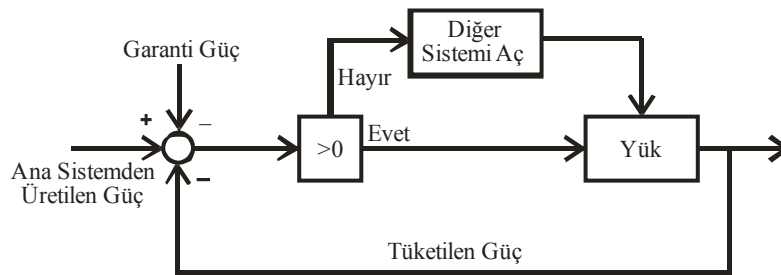 Garanti Güç
Diğer
Sistemi Aç
Hayır
+
–
>0
Evet
Yük
Ana Sistemden
Üretilen Güç
–
Tüketilen Güç